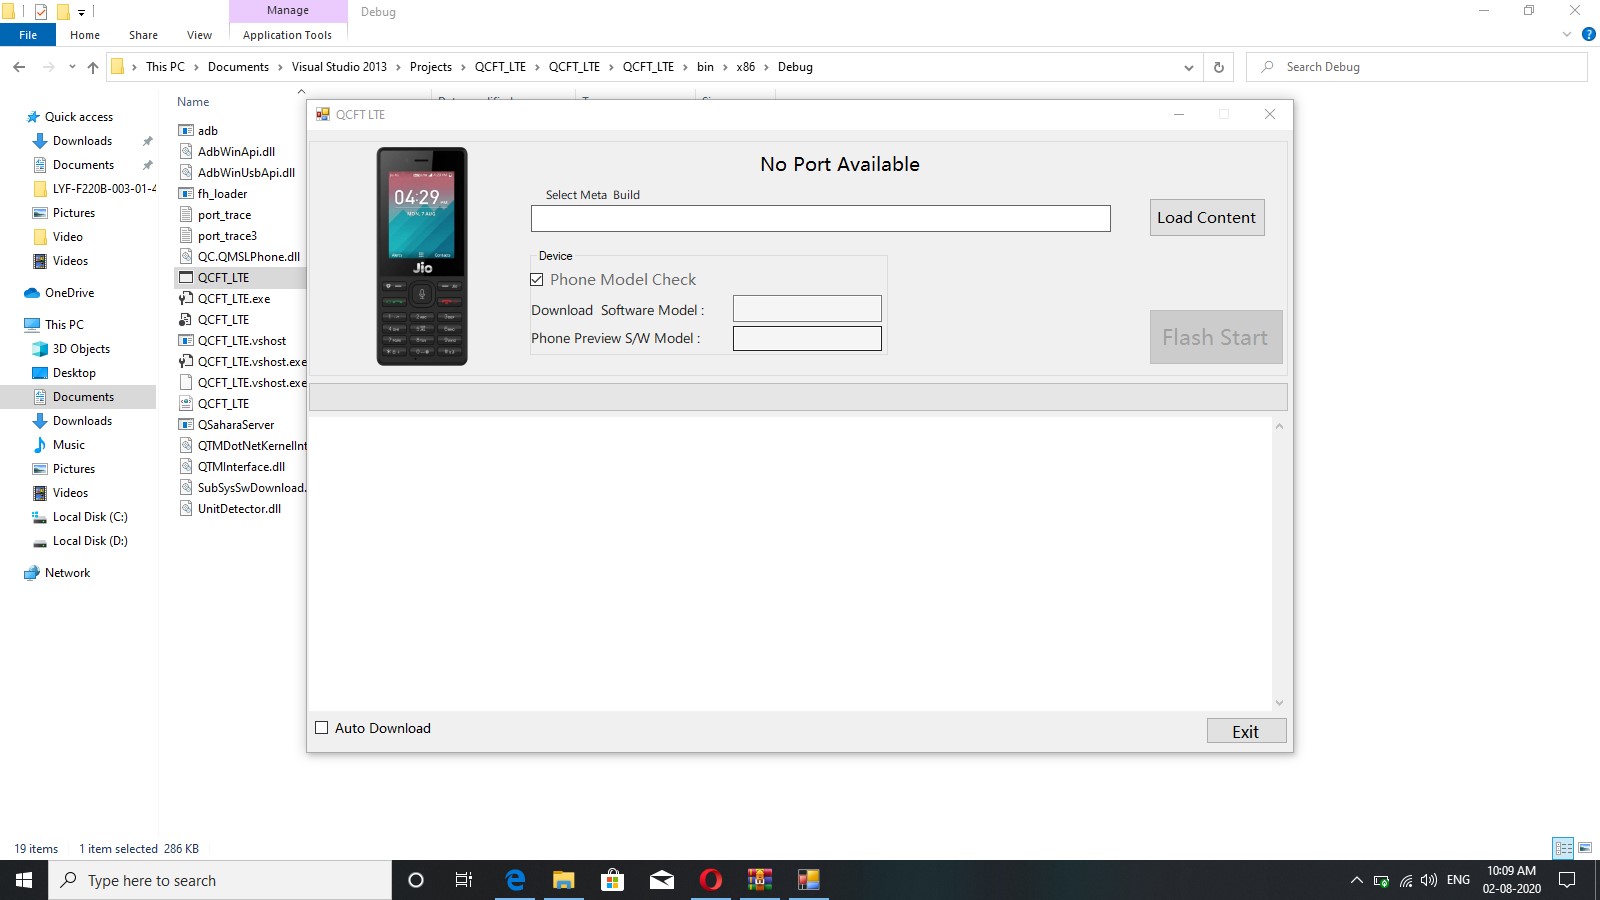 Manage
Debug
File
Home
Share
View
Application Tools
This PC
Documents
Visual Studio 2013
Projects
QCFT_LTE
QCFT_LTE
QCFT_LTE
bin
x86
Debug
Search Debug
Quick access
Downloads
Documents
LYF-F220B-003-01-4
Pictures
Video
Videos
OneDrive
This PC
3D Objects
Desktop
Documents
Downloads
Music
Pictures
Videos
Local Disk (C:)
Local Disk (D:)
Network
Name
adb
AdbWinApi.dll
AdbWinUsbApi.dll
fh_loader
port_trace
port_trace3
QC.QMSLPhone.dll
QCFT_LTE
QCFT_LTE.exe
QCFT_LTE
QCFT_LTE.vshost
QCFT_LTE.vshost.exe
QCFT_LTE.vshost.exe
QCFT_LTE
QSaharaServer
QTMDotNetKernelInt
QTMInterface.dll
SubSysSwDownload.
UnitDetector.dll
QCFT LTE
04:29
MON, 7 AUG
Jio
No Port Available
Select Meta Build
Load Content
Device
Phone Model Check
Download Software Model :
Phone Preview S/W Model :
Flash Start
Auto Download
Exit
19 items
1 item selected 286 KB
Type here to search
ENG
10:09 AM
02-08-2020